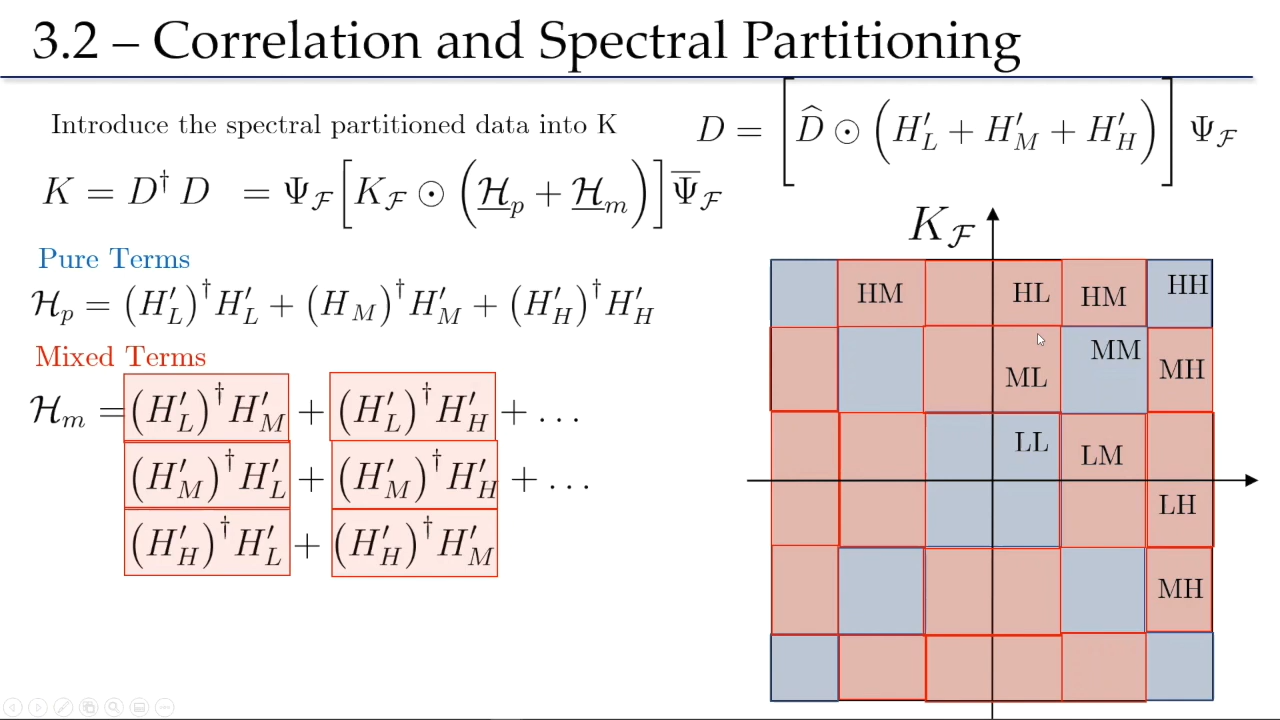 3.2 – Correlation and Spectral Partitioning
Introduce the spectral partitioned data into K
D = [D̂ ⊙ (H′_L + H′_M + H′_H)] Ψ_ℱ
K = D† D = Ψ_ℱ[K_ℱ ⊙ (ℋ_p + ℋ_m)]Ψ̅_ℱ
Pure Terms
ℋ_p = (H′_L)†H′_L + (H_M)†H′_M + (H′_H)†H′_H
Mixed Terms
ℋ_m = (H′_L)†H′_M + (H′_L)†H′_H + . . .
(H′_M)†H′_L + (H′_M)†H′_H + . . .
(H′_H)†H′_L + (H′_H)†H′_M
K_ℱ
HM HL HM HH
ML MM MH
LL LM
LH
MH